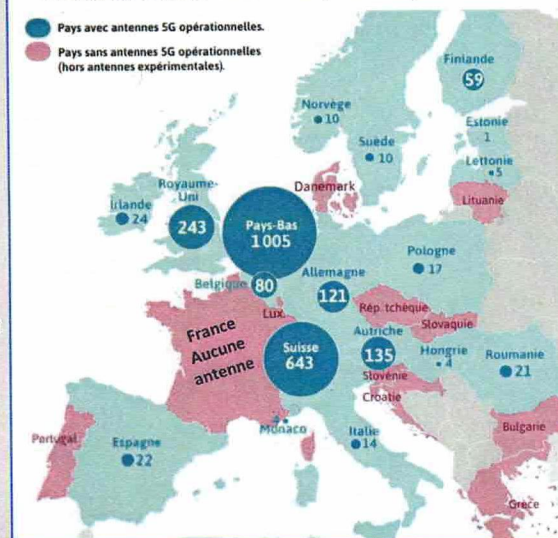 Pays avec antennes 5G opérationnelles.
Pays sans antennes 5G opérationnelles
(hors antennes expérimentales).
Finlande
59
Norvège
10
Suède
10
Estonie
1
Lettonie
5
Lituanie
Danemark
Royaume-
Uni
243
Irlande
24
Pays-Bas
1 005
Pologne
17
Belgique
80
Allemagne
121
Lux.
Rép. tchèque
Slovaquie
France
Aucune
antenne
Suisse
643
Autriche
135
Hongrie
4
Roumanie
21
Slovénie
Croatie
4
Monaco
Italie
14
Bulgarie
Portugal
Espagne
22
Grèce